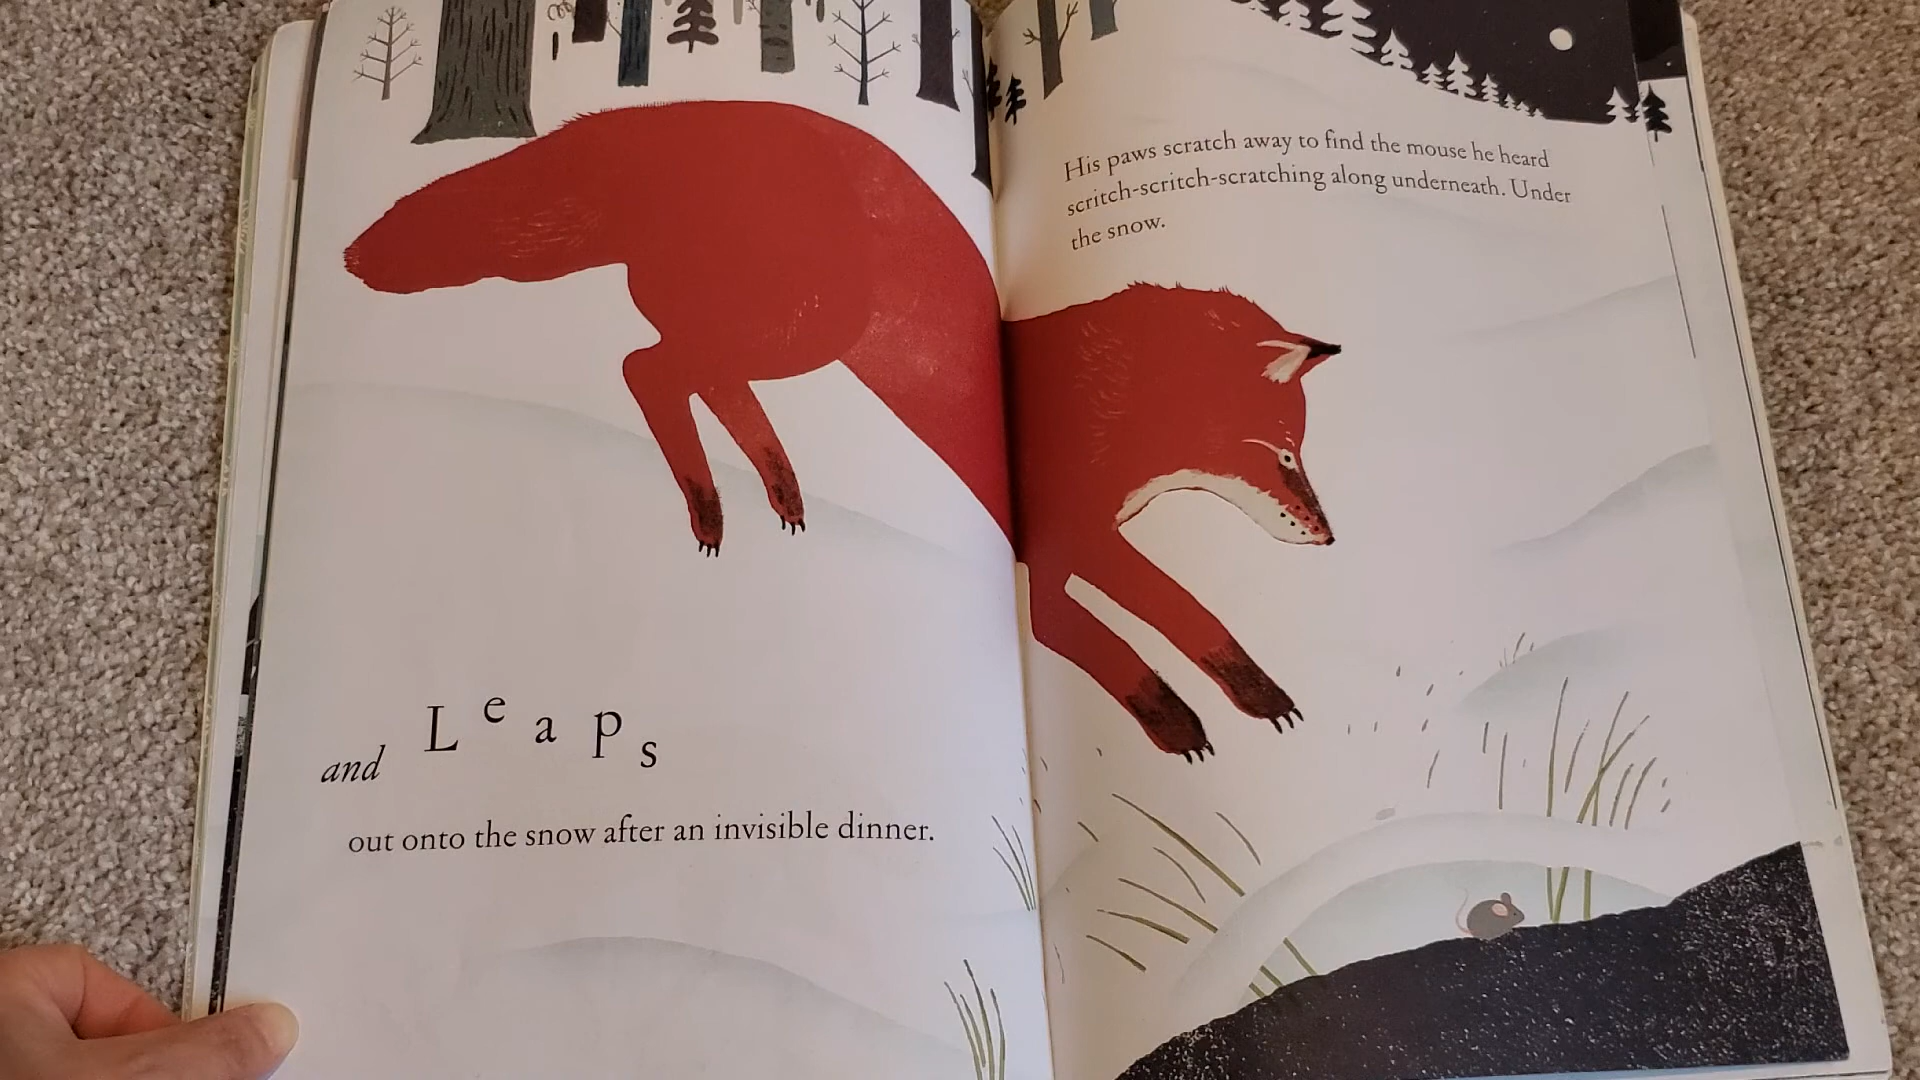 and Leaps
out onto the snow after an invisible dinner.
His paws scratch away to find the mouse he heard
scritch-scritch-scratching along underneath. Under
the snow.